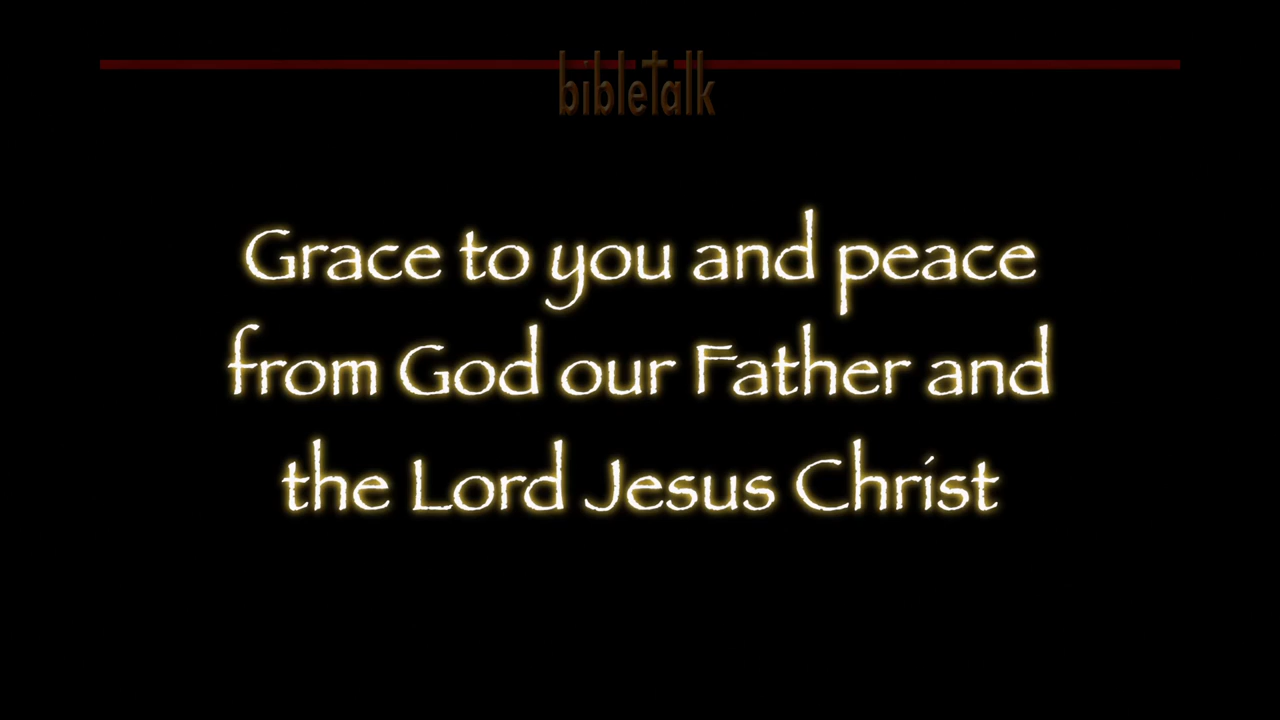 bibleTalk
Grace to you and peace
from God our Father and
the Lord Jesus Christ